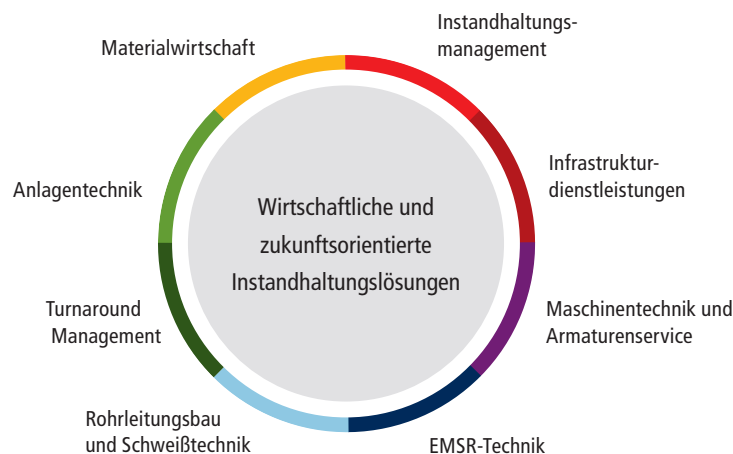 Instandhaltungs-
management
Infrastruktur-
dienstleistungen
Maschinentechnik und
Armaturenservice
EMSR-Technik
Rohrleitungsbau
und Schweißtechnik
Turnaround
Management
Anlagentechnik
Materialwirtschaft
Wirtschaftliche und
zukunftsorientierte
Instandhaltungslösungen